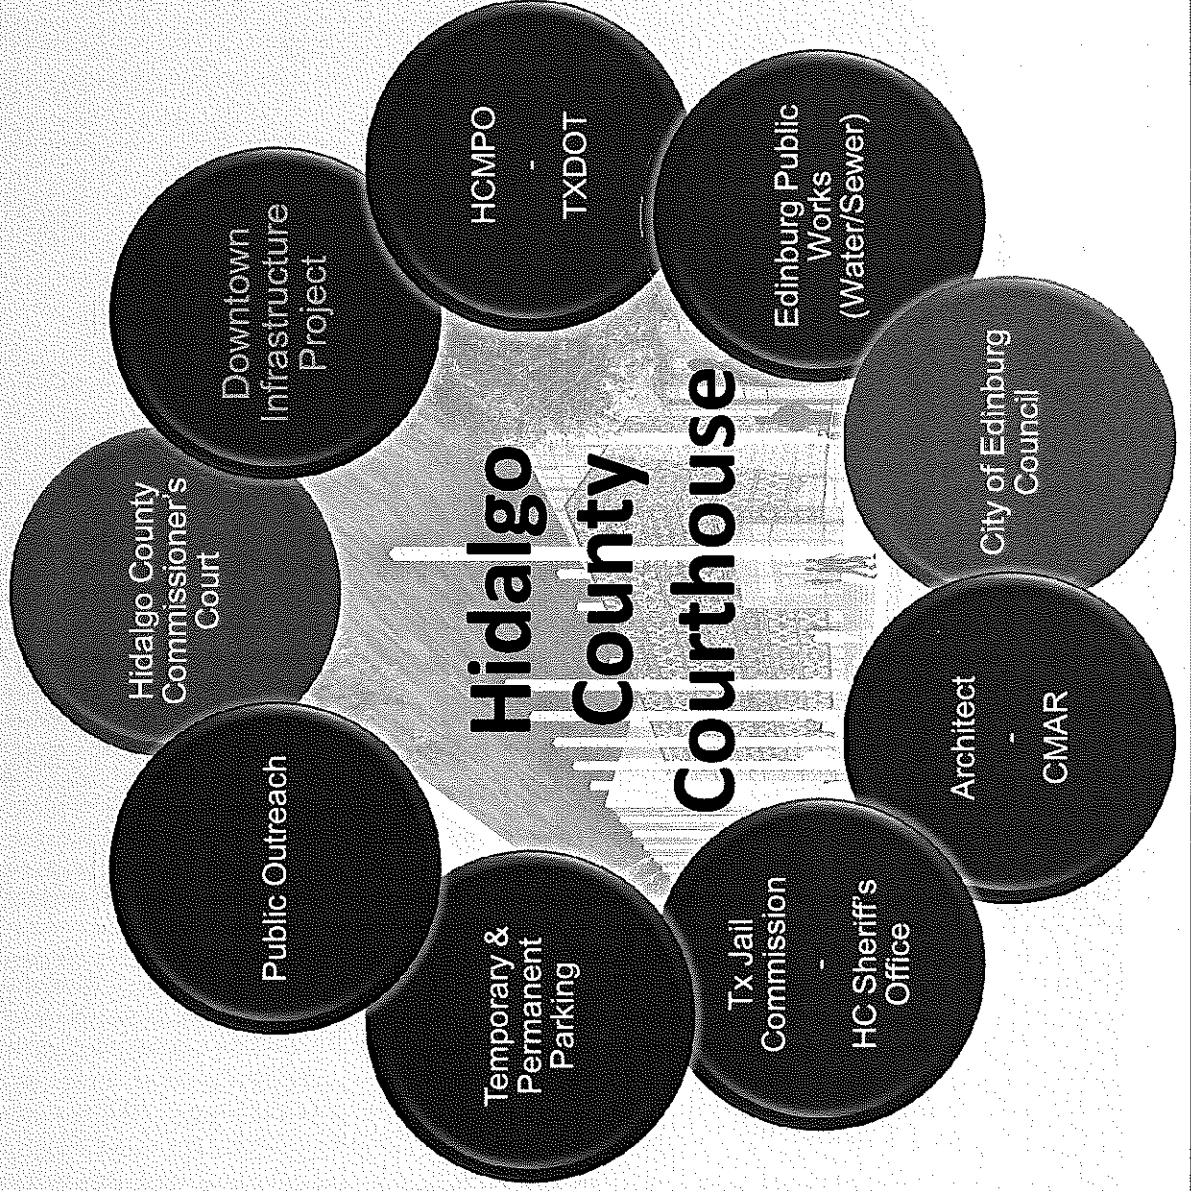 Hidalgo County
Commissioner's
Court
Downtown
Infrastructure
Project
HCMPO
-
TXDOT
Edinburg Public
Works
(Water/Sewer)
City of Edinburg
Council
Architect
-
CMAR
Tx Jail
Commission
-
HC Sheriff's
Office
Temporary &
Permanent
Parking
Public Outreach
Hidalgo
County
Courthouse